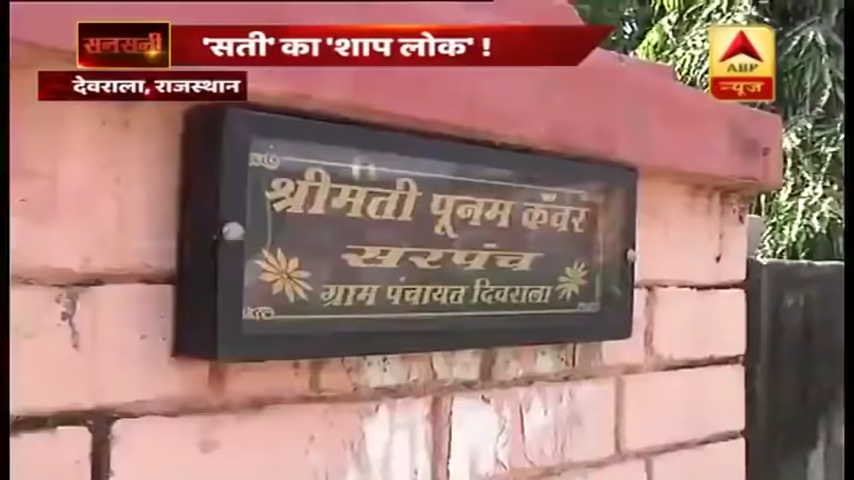 सनसनी
'सती' का 'शाप लोक' !
देवराला, राजस्थान
ABP
न्यूज़
श्रीमती पूनम कँवर
सरपंच
ग्राम पंचायत दिवराला